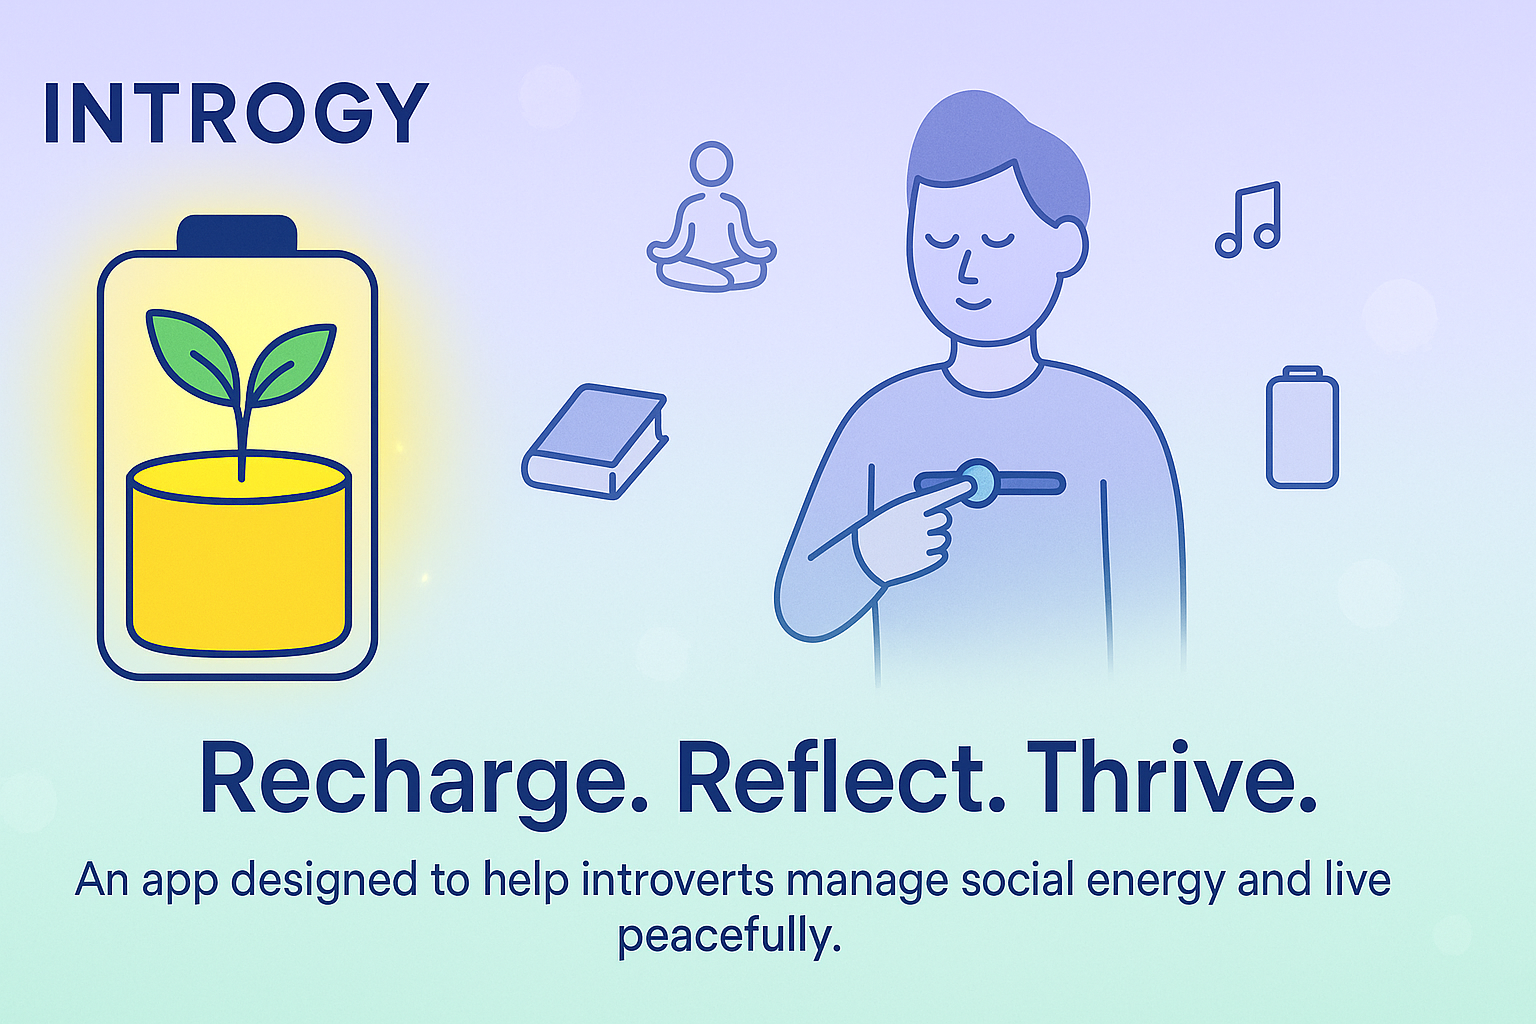 INTROGY
Recharge. Reflect. Thrive.
An app designed to help introverts manage social energy and live
peacefully.